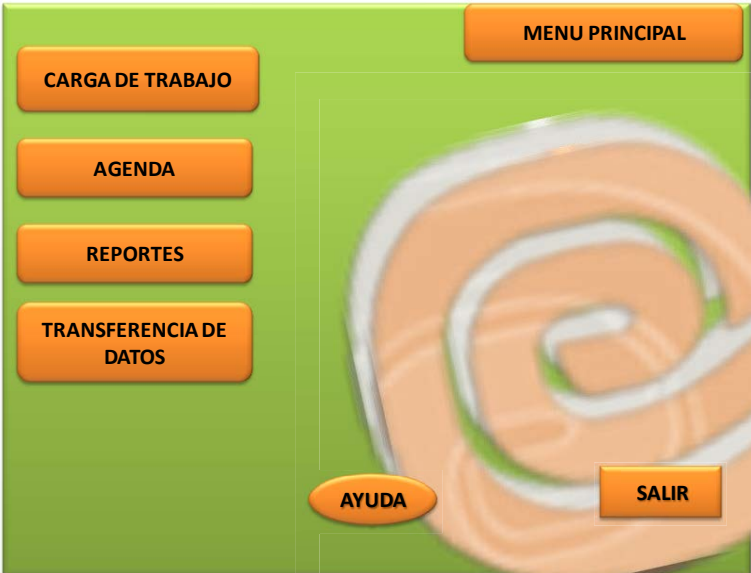 MENU PRINCIPAL
CARGA DE TRABAJO
AGENDA
REPORTES
TRANSFERENCIA DE
DATOS
AYUDA
SALIR